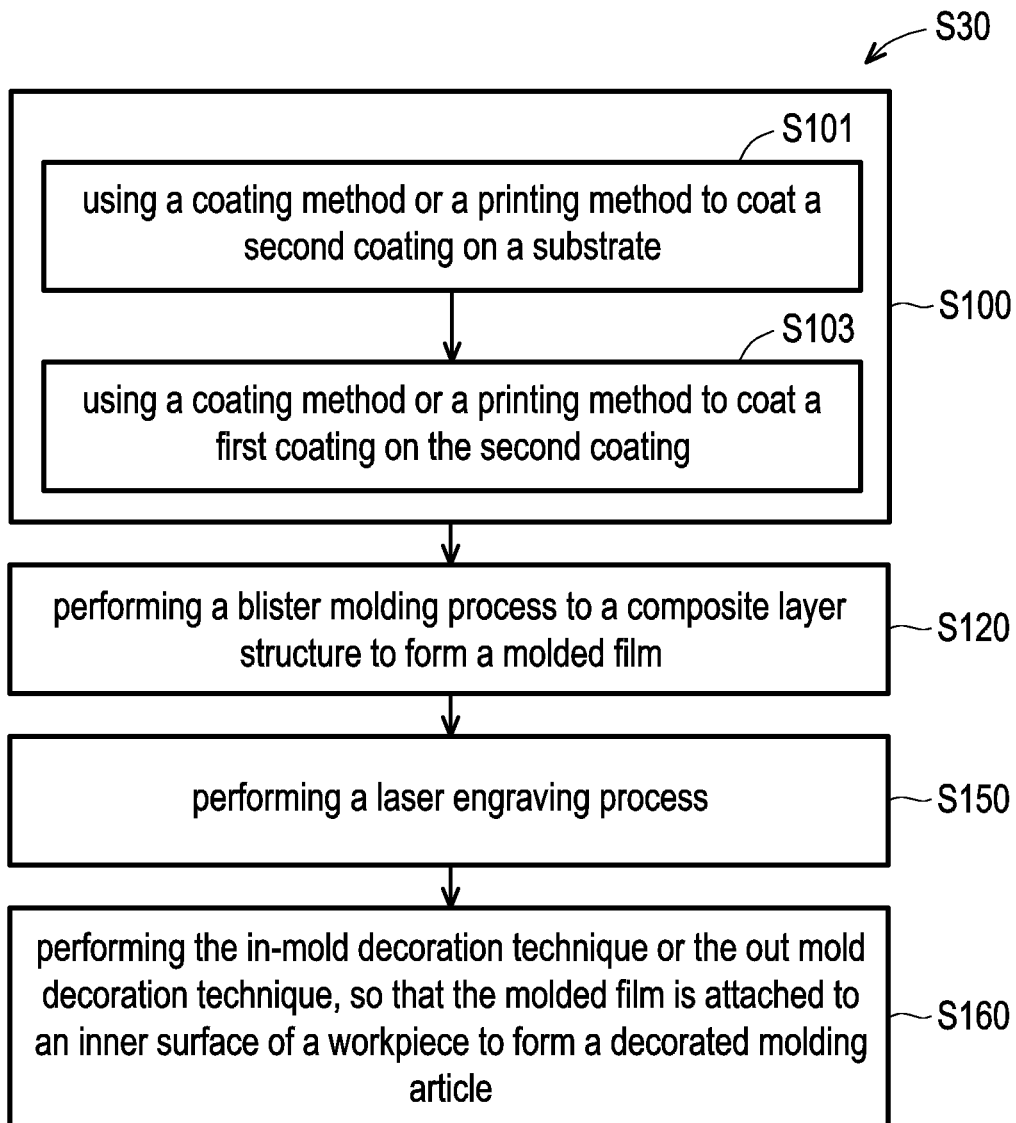 S30
S101
using a coating method or a printing method to coat a
second coating on a substrate
S100
S103
using a coating method or a printing method to coat a
first coating on the second coating
performing a blister molding process to a composite layer
structure to form a molded film
S120
performing a laser engraving process
S150
performing the in-mold decoration technique or the out mold
decoration technique, so that the molded film is attached to
an inner surface of a workpiece to form a decorated molding
article
S160